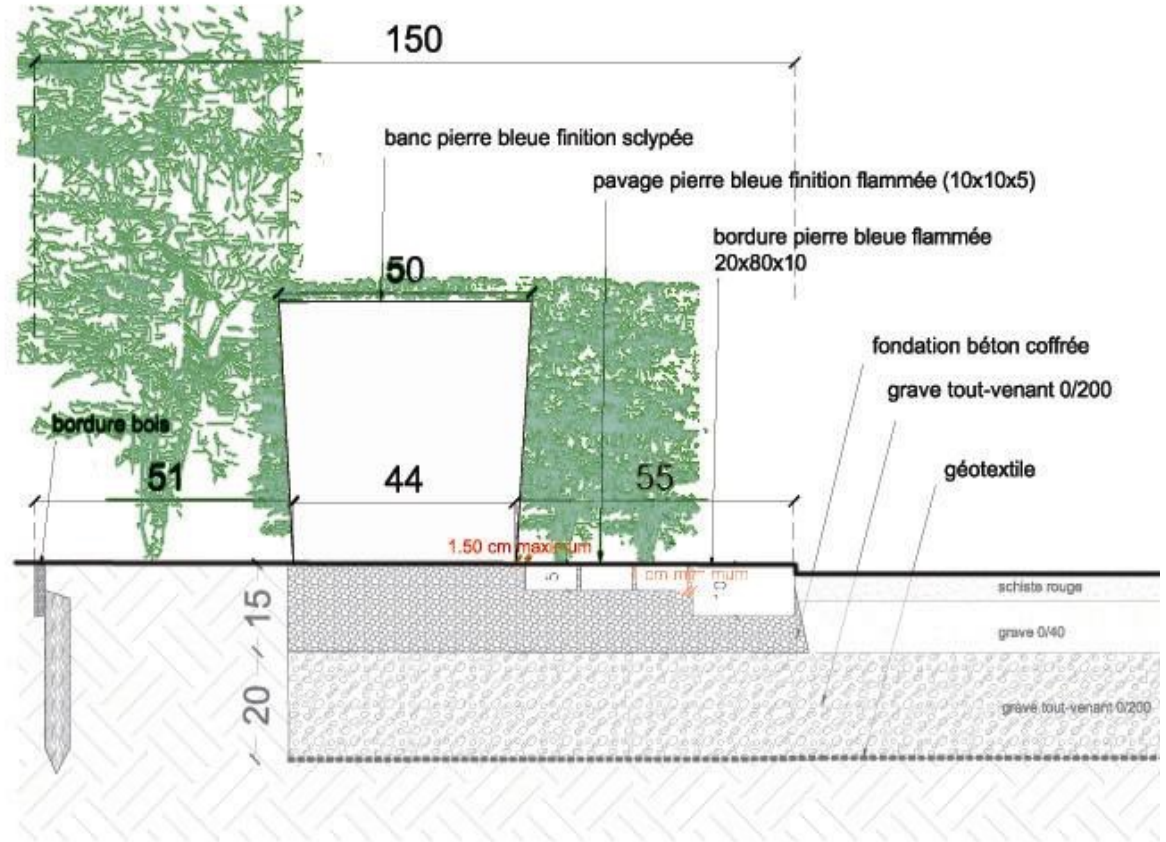 150
banc pierre bleue finition sclypée
pavage pierre bleue finition flammée (10x10x5)
bordure pierre bleue flammée
20x80x10
50
fondation béton coffrée
grave tout-venant 0/200
bordure bois
géotextile
51
44
55
1.50 cm maximum
5
10
schiste rouge
15
grave 0/40
20
grave tout-venant 0/200